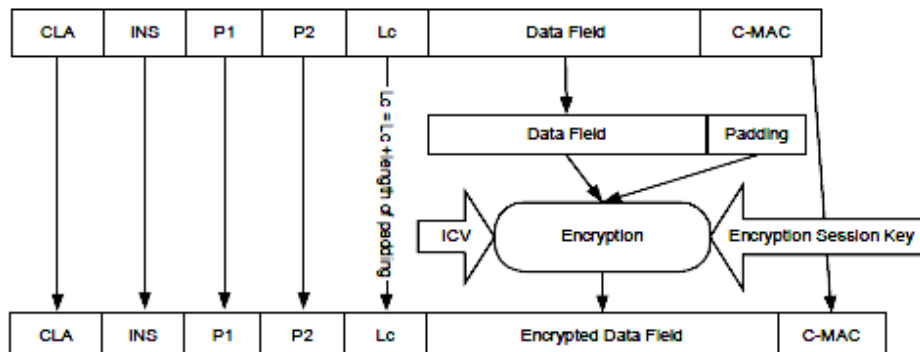 CLA INS P1 P2 Lc Data Field C-MAC
Lc = Lc +length of padding
Data Field Padding
ICV Encryption Encryption Session Key
CLA INS P1 P2 Lc Encrypted Data Field C-MAC